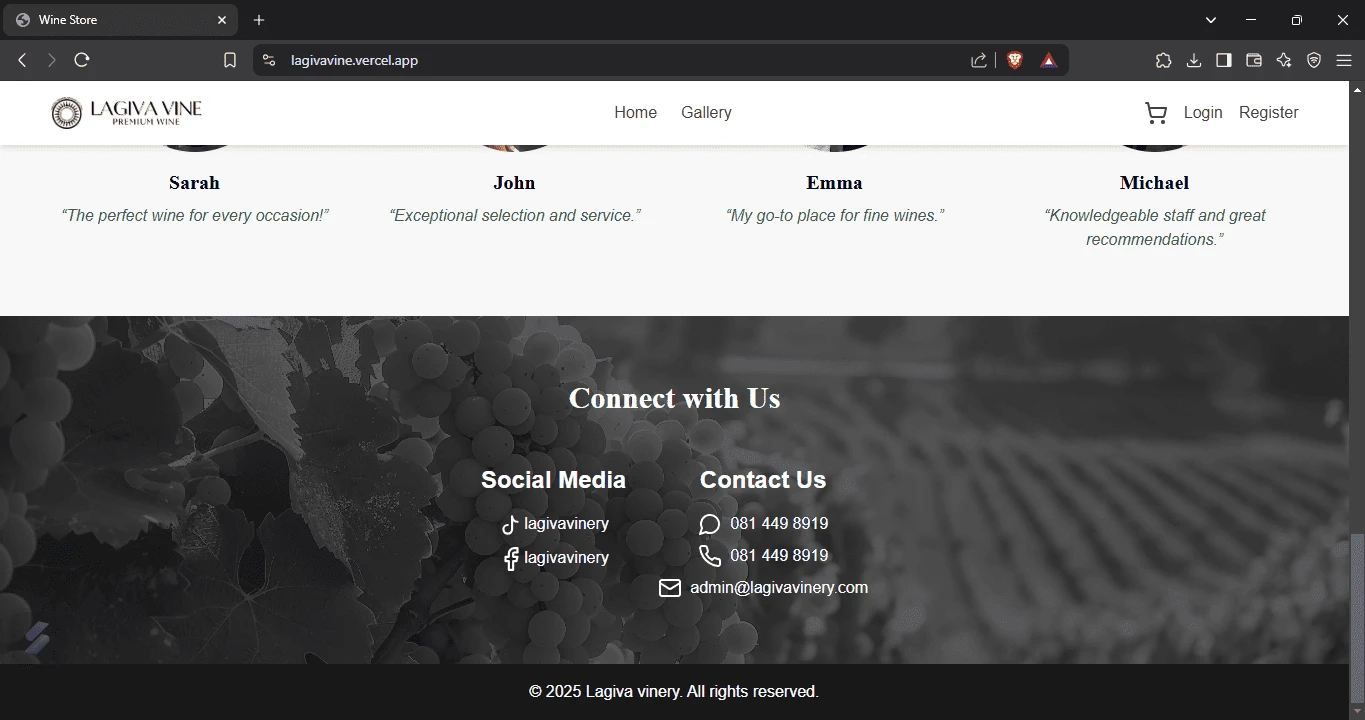 Wine Store
lagivavine.vercel.app
LAGIVA VINE
PREMIUM WINE
Home
Gallery
Login
Register
Sarah
John
Emma
Michael
“The perfect wine for every occasion!”
“Exceptional selection and service.”
“My go-to place for fine wines.”
“Knowledgeable staff and great
recommendations.”
Connect with Us
Social Media
Contact Us
lagivavinery
081 449 8919
lagivavinery
081 449 8919
admin@lagivavinery.com
© 2025 Lagiva vinery. All rights reserved.